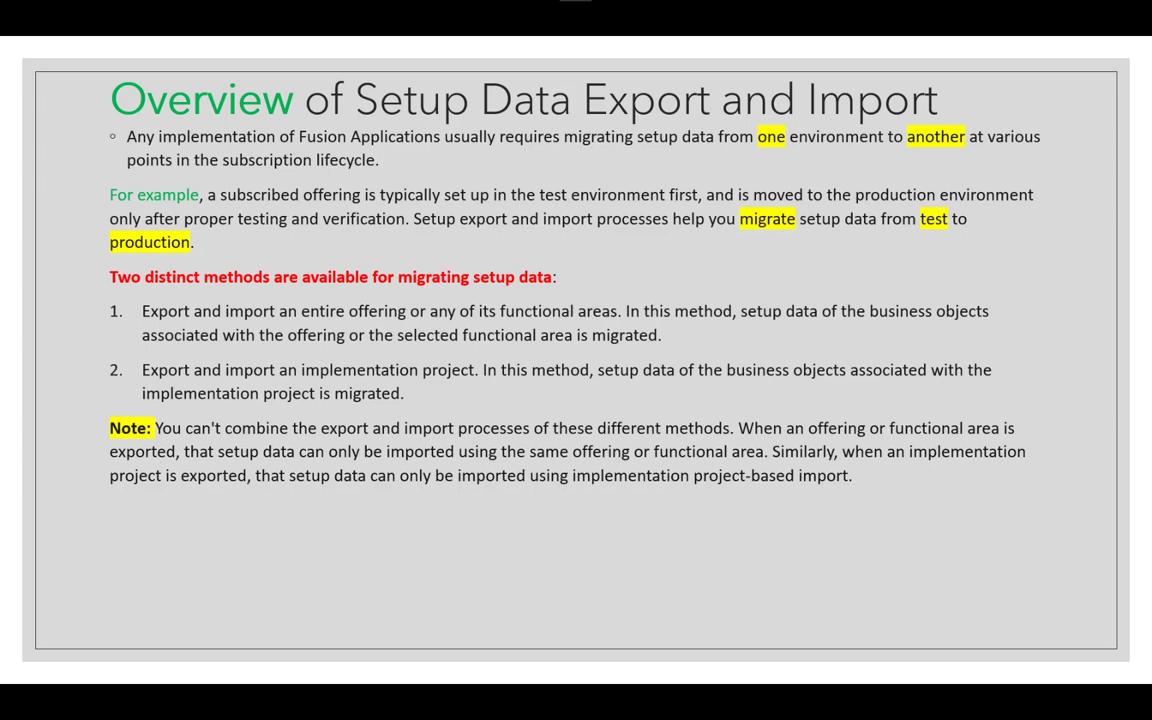 Overview of Setup Data Export and Import
◦ Any implementation of Fusion Applications usually requires migrating setup data from one environment to another at various
points in the subscription lifecycle.
For example, a subscribed offering is typically set up in the test environment first, and is moved to the production environment
only after proper testing and verification. Setup export and import processes help you migrate setup data from test to
production.
Two distinct methods are available for migrating setup data:
1. Export and import an entire offering or any of its functional areas. In this method, setup data of the business objects
associated with the offering or the selected functional area is migrated.
2. Export and import an implementation project. In this method, setup data of the business objects associated with the
implementation project is migrated.
Note: You can't combine the export and import processes of these different methods. When an offering or functional area is
exported, that setup data can only be imported using the same offering or functional area. Similarly, when an implementation
project is exported, that setup data can only be imported using implementation project-based import.